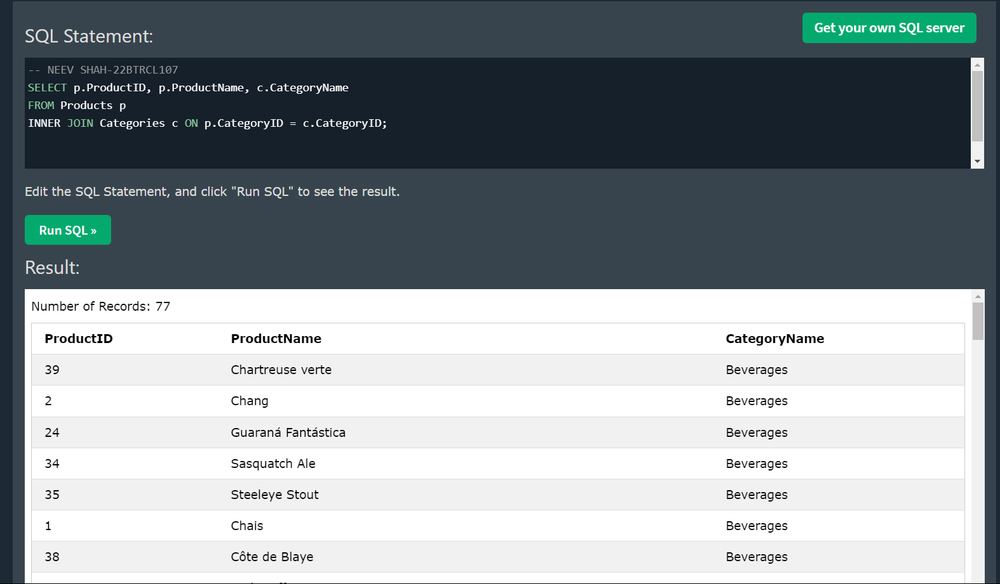 SQL Statement:
Get your own SQL server
-- NEEV SHAH-22BTRCL107
SELECT p.ProductID, p.ProductName, c.CategoryName
FROM Products p
INNER JOIN Categories c ON p.CategoryID = c.CategoryID;
Edit the SQL Statement, and click "Run SQL" to see the result.
Run SQL »
Result:
Number of Records: 77
ProductID ProductName CategoryName
39 Chartreuse verte Beverages
2 Chang Beverages
24 Guaraná Fantástica Beverages
34 Sasquatch Ale Beverages
35 Steeleye Stout Beverages
1 Chais Beverages
38 Côte de Blaye Beverages